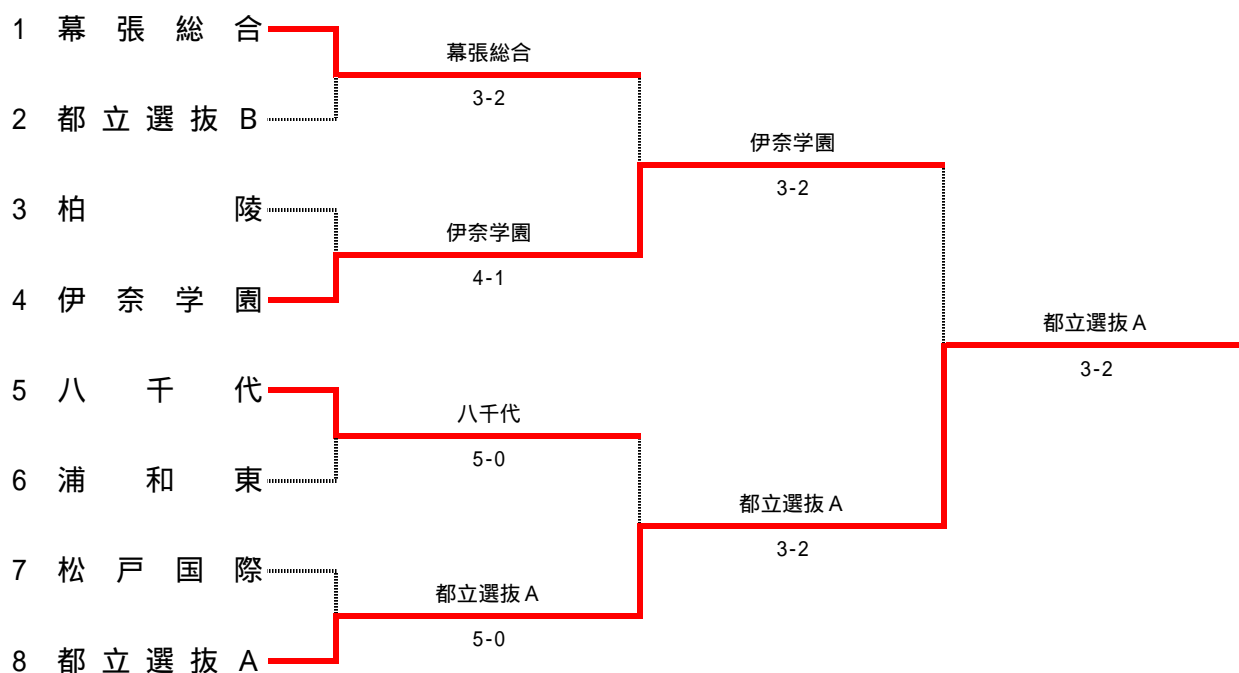 1 幕張総合
幕張総合
3-2
2 都立選抜B
伊奈学園
3-2
3 柏陵
伊奈学園
4-1
4 伊奈学園
都立選抜A
3-2
5 八千代
八千代
5-0
6 浦和東
都立選抜A
3-2
7 松戸国際
都立選抜A
5-0
8 都立選抜A